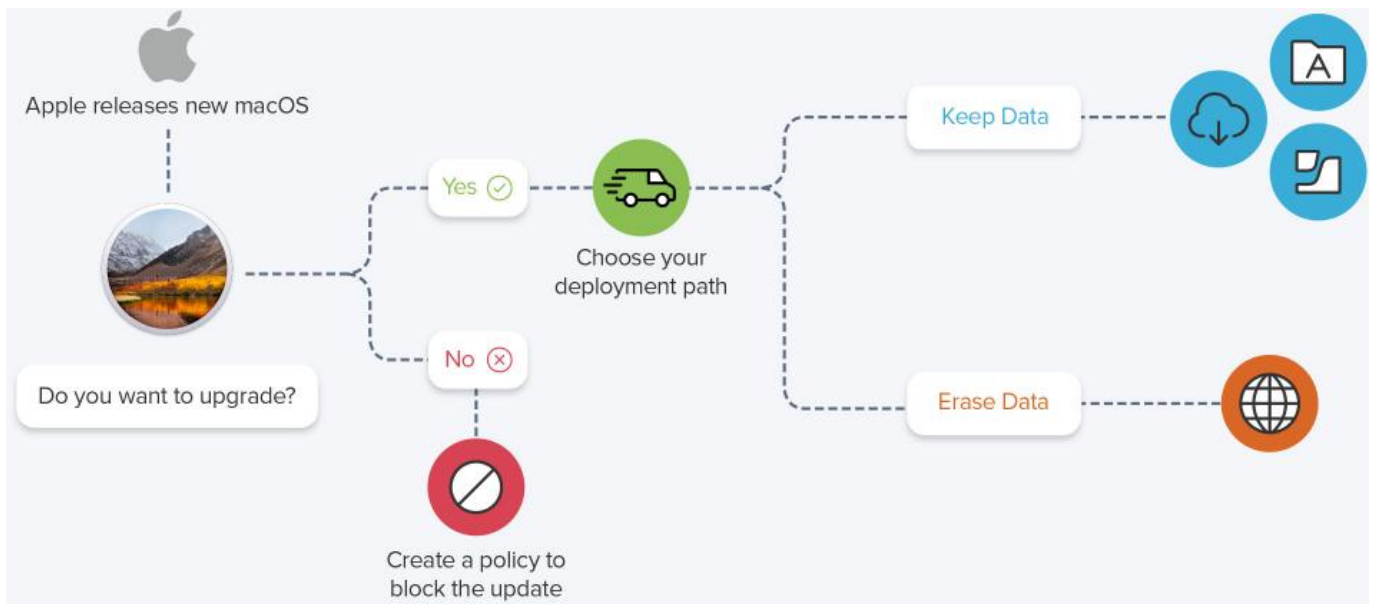 Apple releases new macOS
Do you want to upgrade?
Yes
No
Create a policy to
block the update
Choose your
deployment path
Keep Data
Erase Data
A